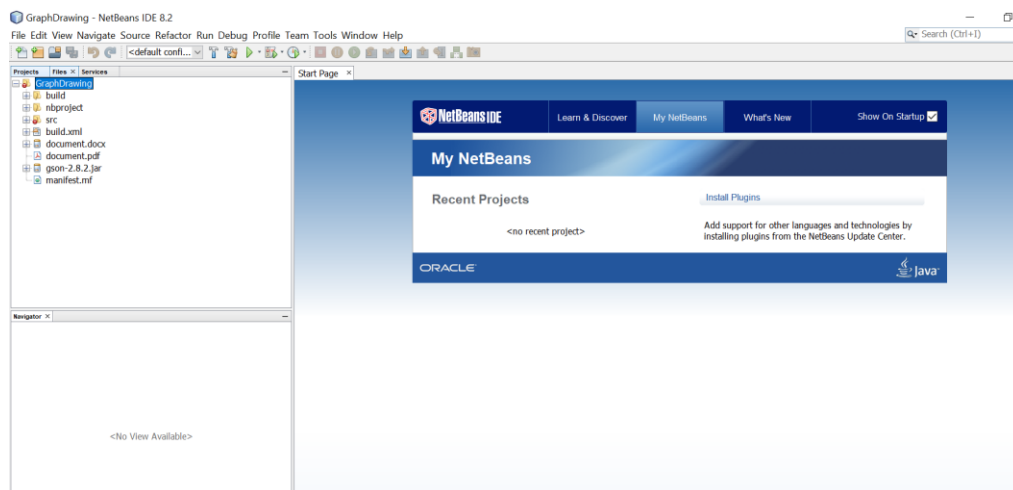 GraphDrawing - NetBeans IDE 8.2
File Edit View Navigate Source Refactor Run Debug Profile Team Tools Window Help
Search (Ctrl+I)
<default confi...
Projects Files × Services
Start Page ×
GraphDrawing
build
nbproject
src
build.xml
document.docx
document.pdf
gson-2.8.2.jar
manifest.mf
NetBeans IDE
Learn & Discover
My NetBeans
What's New
Show On Startup
My NetBeans
Recent Projects
<no recent project>
Install Plugins
Add support for other languages and technologies by
installing plugins from the NetBeans Update Center.
ORACLE
Java
Navigator ×
<No View Available>